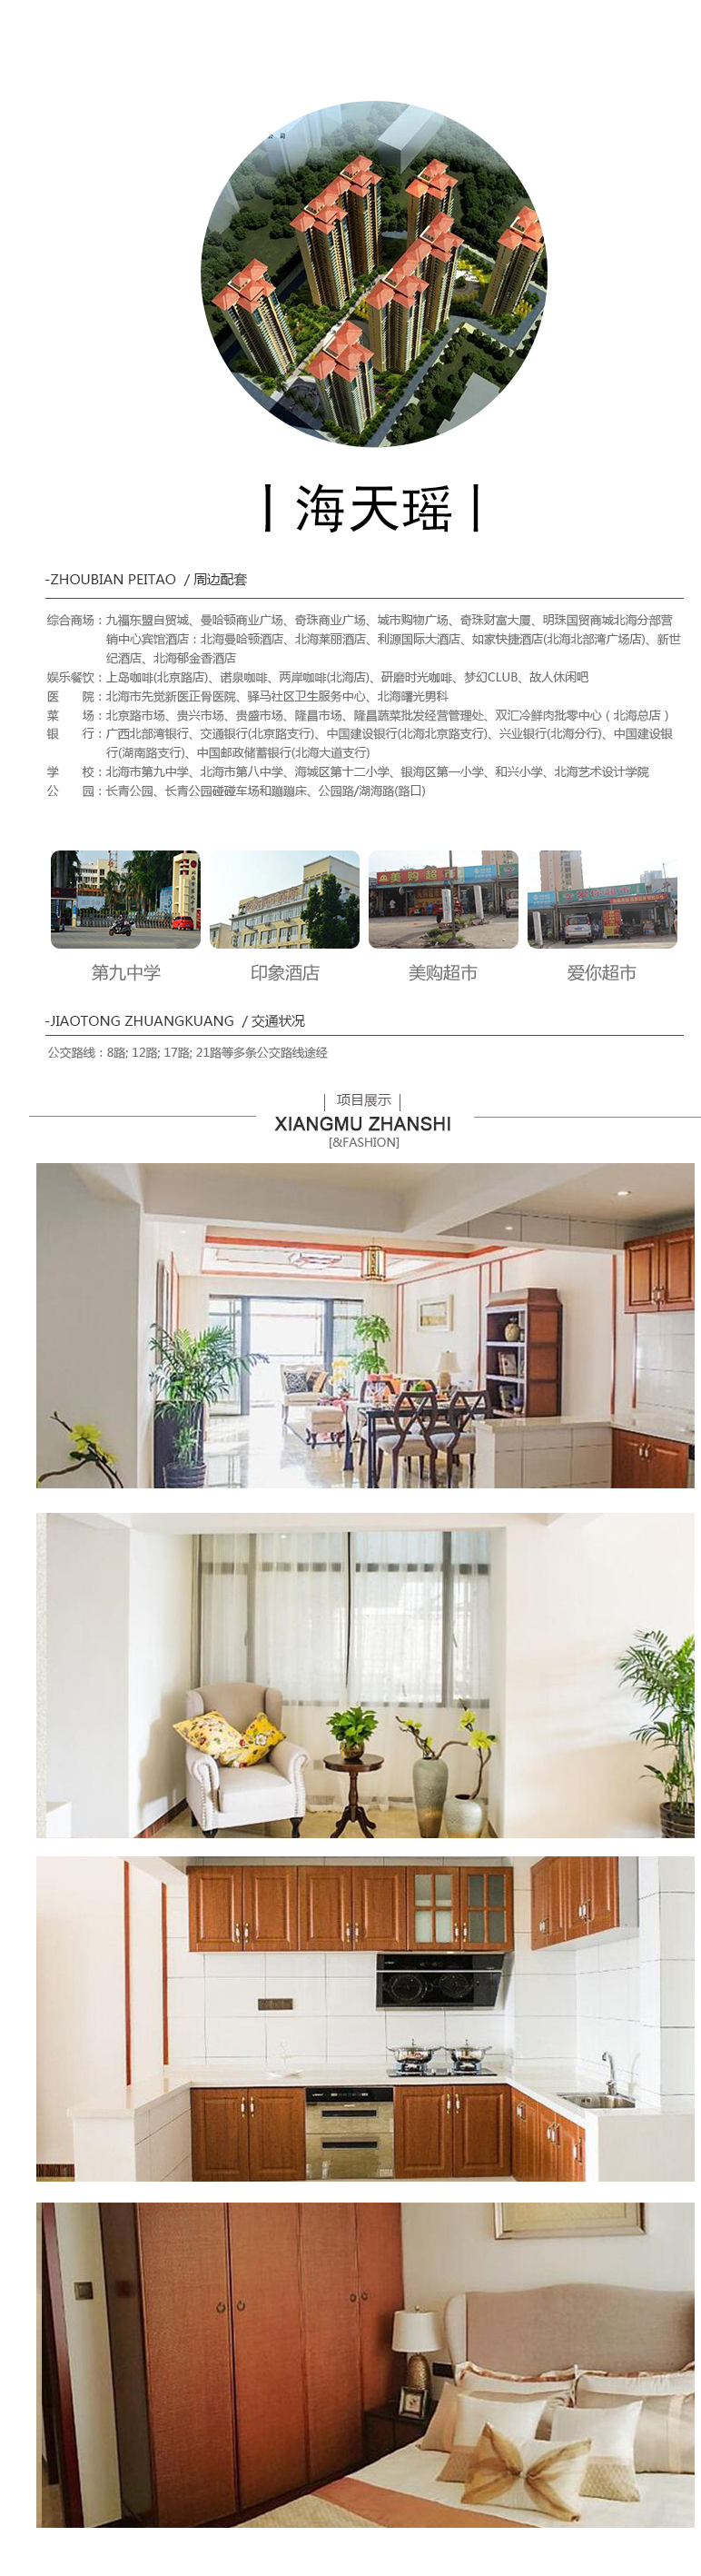 丨海天瑶丨
-ZHOUBIAN PEITAO / 周边配套
综合商场：九福东盟自贸城、曼哈顿商业广场、奇珠商业广场、城市购物广场、奇珠财富大厦、明珠国贸商城北海分部营
销中心宾馆酒店：北海曼哈顿酒店、北海莱丽酒店、利源国际大酒店、如家快捷酒店(北海北部湾广场店)、新世
纪酒店、北海郁金香酒店
娱乐餐饮：上岛咖啡(北京路店)、诺泉咖啡、两岸咖啡(北海店)、研磨时光咖啡、梦幻CLUB、故人休闲吧
医　　院：北海市先觉新医正骨医院、驿马社区卫生服务中心、北海曙光男科
菜　　场：北京路市场、贵兴市场、贵盛市场、隆昌市场、隆昌蔬菜批发经营管理处、双汇冷鲜肉批零中心（北海总店）
银　　行：广西北部湾银行、交通银行(北京路支行)、中国建设银行(北海北京路支行)、兴业银行(北海分行)、中国建设银
行(湖南路支行)、中国邮政储蓄银行(北海大道支行)
学　　校：北海市第九中学、北海市第八中学、海城区第十二小学、银海区第一小学、和兴小学、北海艺术设计学院
公　　园：长青公园、长青公园碰碰车场和蹦蹦床、公园路/湖海路(路口)
美购超市
第九中学 印象酒店 美购超市 爱你超市
-JIAOTONG ZHUANGKUANG / 交通状况
公交路线：8路; 12路; 17路; 21路等多条公交路线途经
| 项目展示 |
XIANGMU ZHANSHI
[&FASHION]